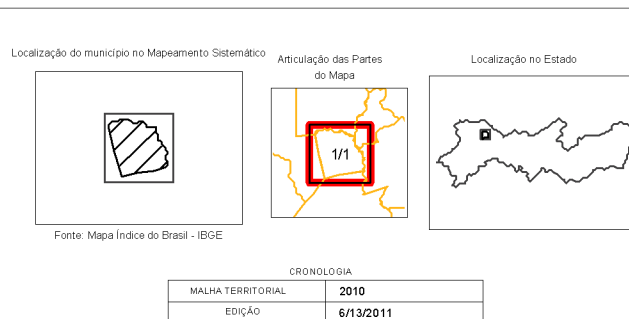 Localização do município no Mapeamento Sistemático
Articulação das Partes
do Mapa
Localização no Estado
1/1
Fonte: Mapa Índice do Brasil - IBGE
CRONOLOGIA
MALHA TERRITORIAL 2010
EDIÇÃO 6/13/2011